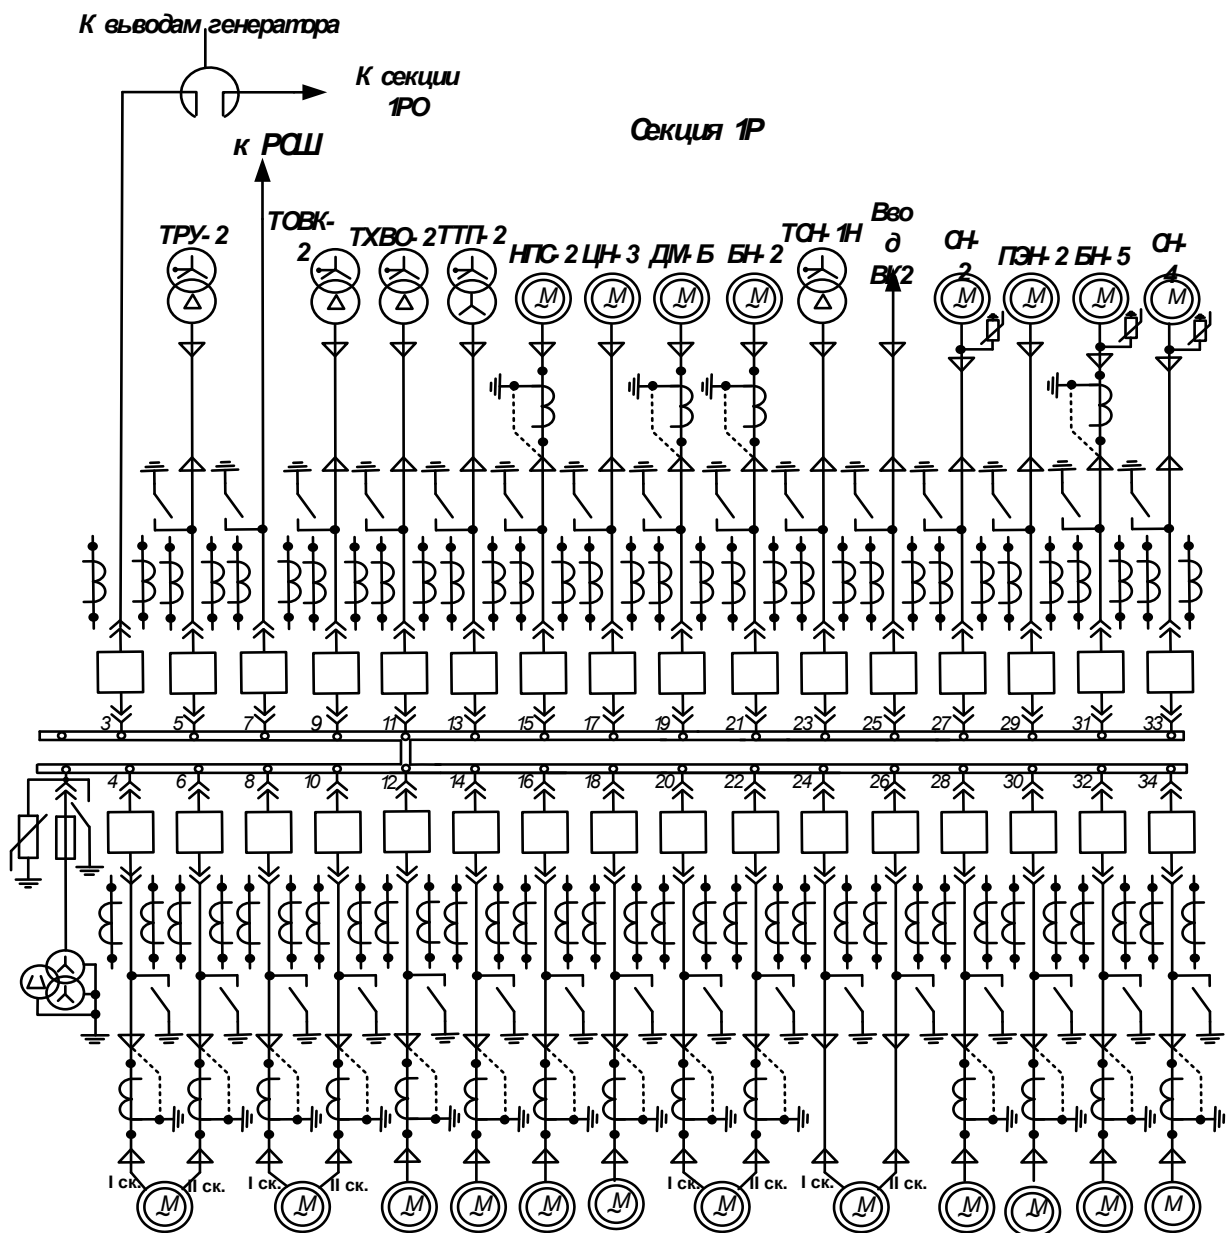 К выводам генератора
К секции
1РО
Секция 1Р
к РСШ
ТРУ-2
ТОВК-
2
ТХВО-2
ТТП-2
НПС-2
ЦН-3
ДМ-Б
БН-2
ТСН-1Н
Вво
д
ВК2
СН-
2
ПЭН-2
БН-5
СН-
4
М М М М М М М М
3 5 7 9 11 13 15 17 19 21 23 25 27 29 31 33
4 6 8 10 12 14 16 18 20 22 24 26 28 30 32 34
I ск. II ск. I ск. II ск. I ск. II ск. I ск. II ск.
М М М М М М М М М М М М